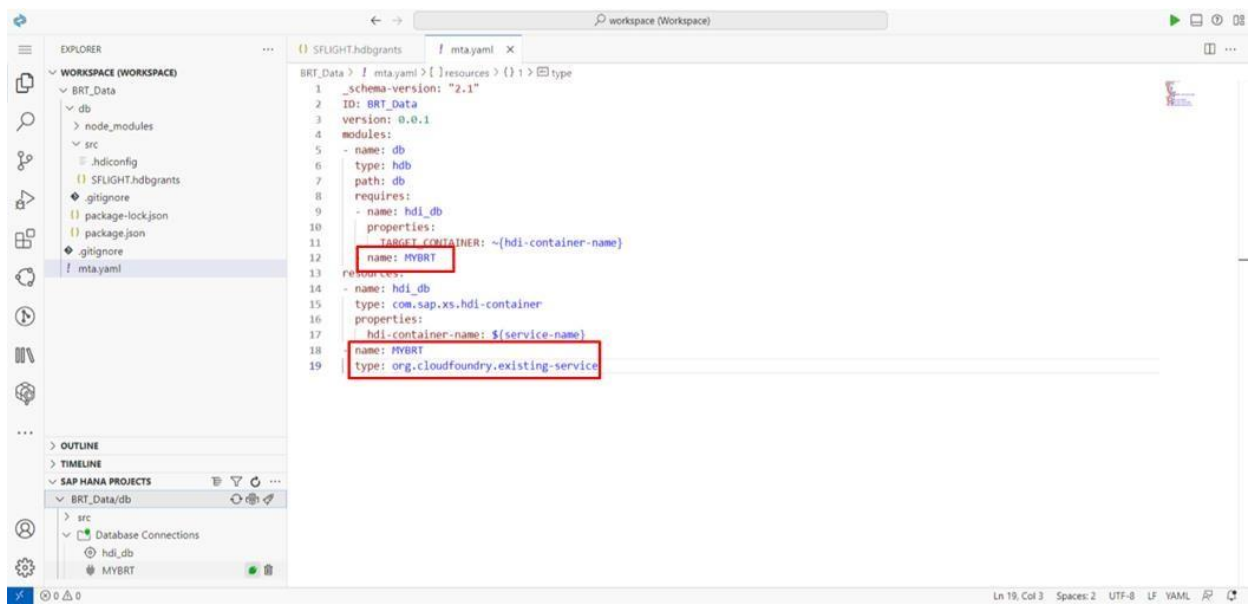 workspace (Workspace)
EXPLORER
WORKSPACE (WORKSPACE)
BRT_Data
db
node_modules
src
.hdiconfig
SFLIGHT.hdbgrants
.gitignore
package-lock.json
package.json
.gitignore
mta.yaml
OUTLINE
TIMELINE
SAP HANA PROJECTS
BRT_Data/db
src
Database Connections
hdi_db
MYBRT
SFLIGHT.hdbgrants
mta.yaml
BRT_Data > ! mta.yaml > [ ] resources > {} 1 > type
1 _schema-version: "2.1"
2 ID: BRT_Data
3 version: 0.0.1
4 modules:
5 - name: db
6 type: hdb
7 path: db
8 requires:
9 - name: hdi_db
10 properties:
11 TARGET_CONTAINER: ~{hdi-container-name}
12 name: MYBRT
13 resources:
14 - name: hdi_db
15 type: com.sap.xs.hdi-container
16 properties:
17 hdi-container-name: ${service-name}
18 - name: MYBRT
19 type: org.cloudfoundry.existing-service
0 0
Ln 19, Col 3 Spaces: 2 UTF-8 LF YAML